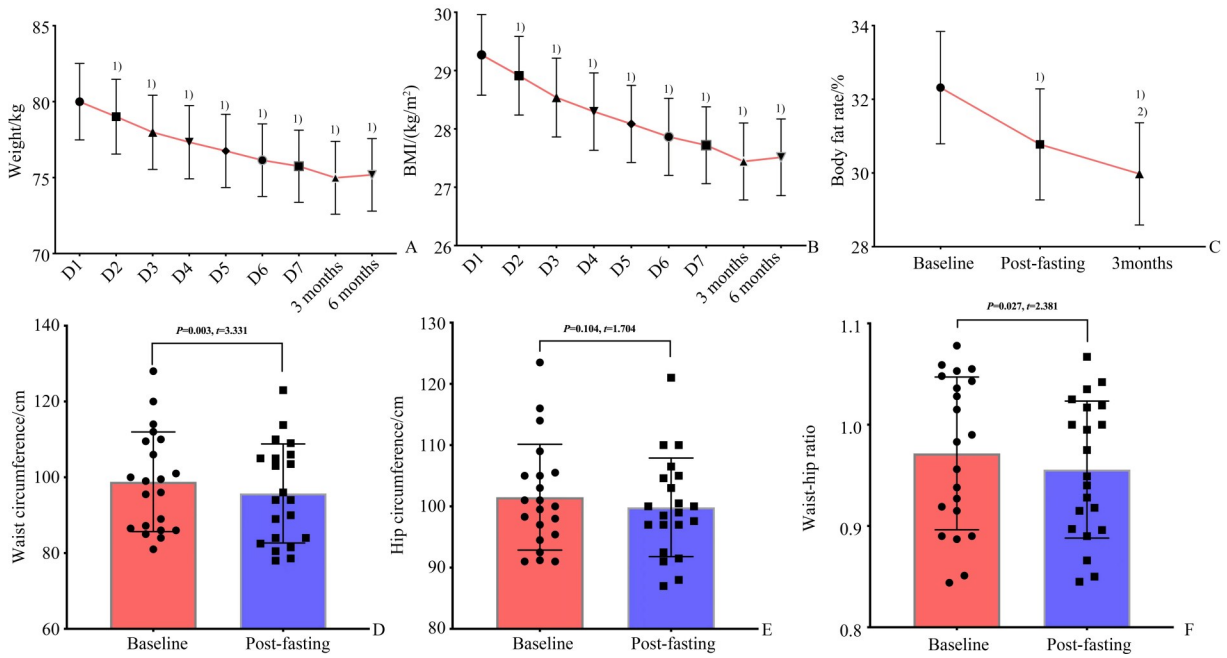 85
80
75
70
Weight/kg
1)
1)
1)
1)
1)
1)
1)
1)
D1
D2
D3
D4
D5
D6
D7
3 months
6 months
A
30
29
28
27
26
BMI/(kg/m²)
1)
1)
1)
1)
1)
1)
1)
1)
D1
D2
D3
D4
D5
D6
D7
3 months
6 months
B
34
32
30
28
Body fat rate/%
1)
1)
2)
Baseline
Post-fasting
3months
C
140
120
100
80
60
Waist circumference/cm
P=0.003, t=3.331
Baseline
Post-fasting
D
130
120
110
100
90
80
Hip circumference/cm
P=0.104, t=1.704
Baseline
Post-fasting
E
1.1
1.0
0.9
0.8
Waist-hip ratio
P=0.027, t=2.381
Baseline
Post-fasting
F